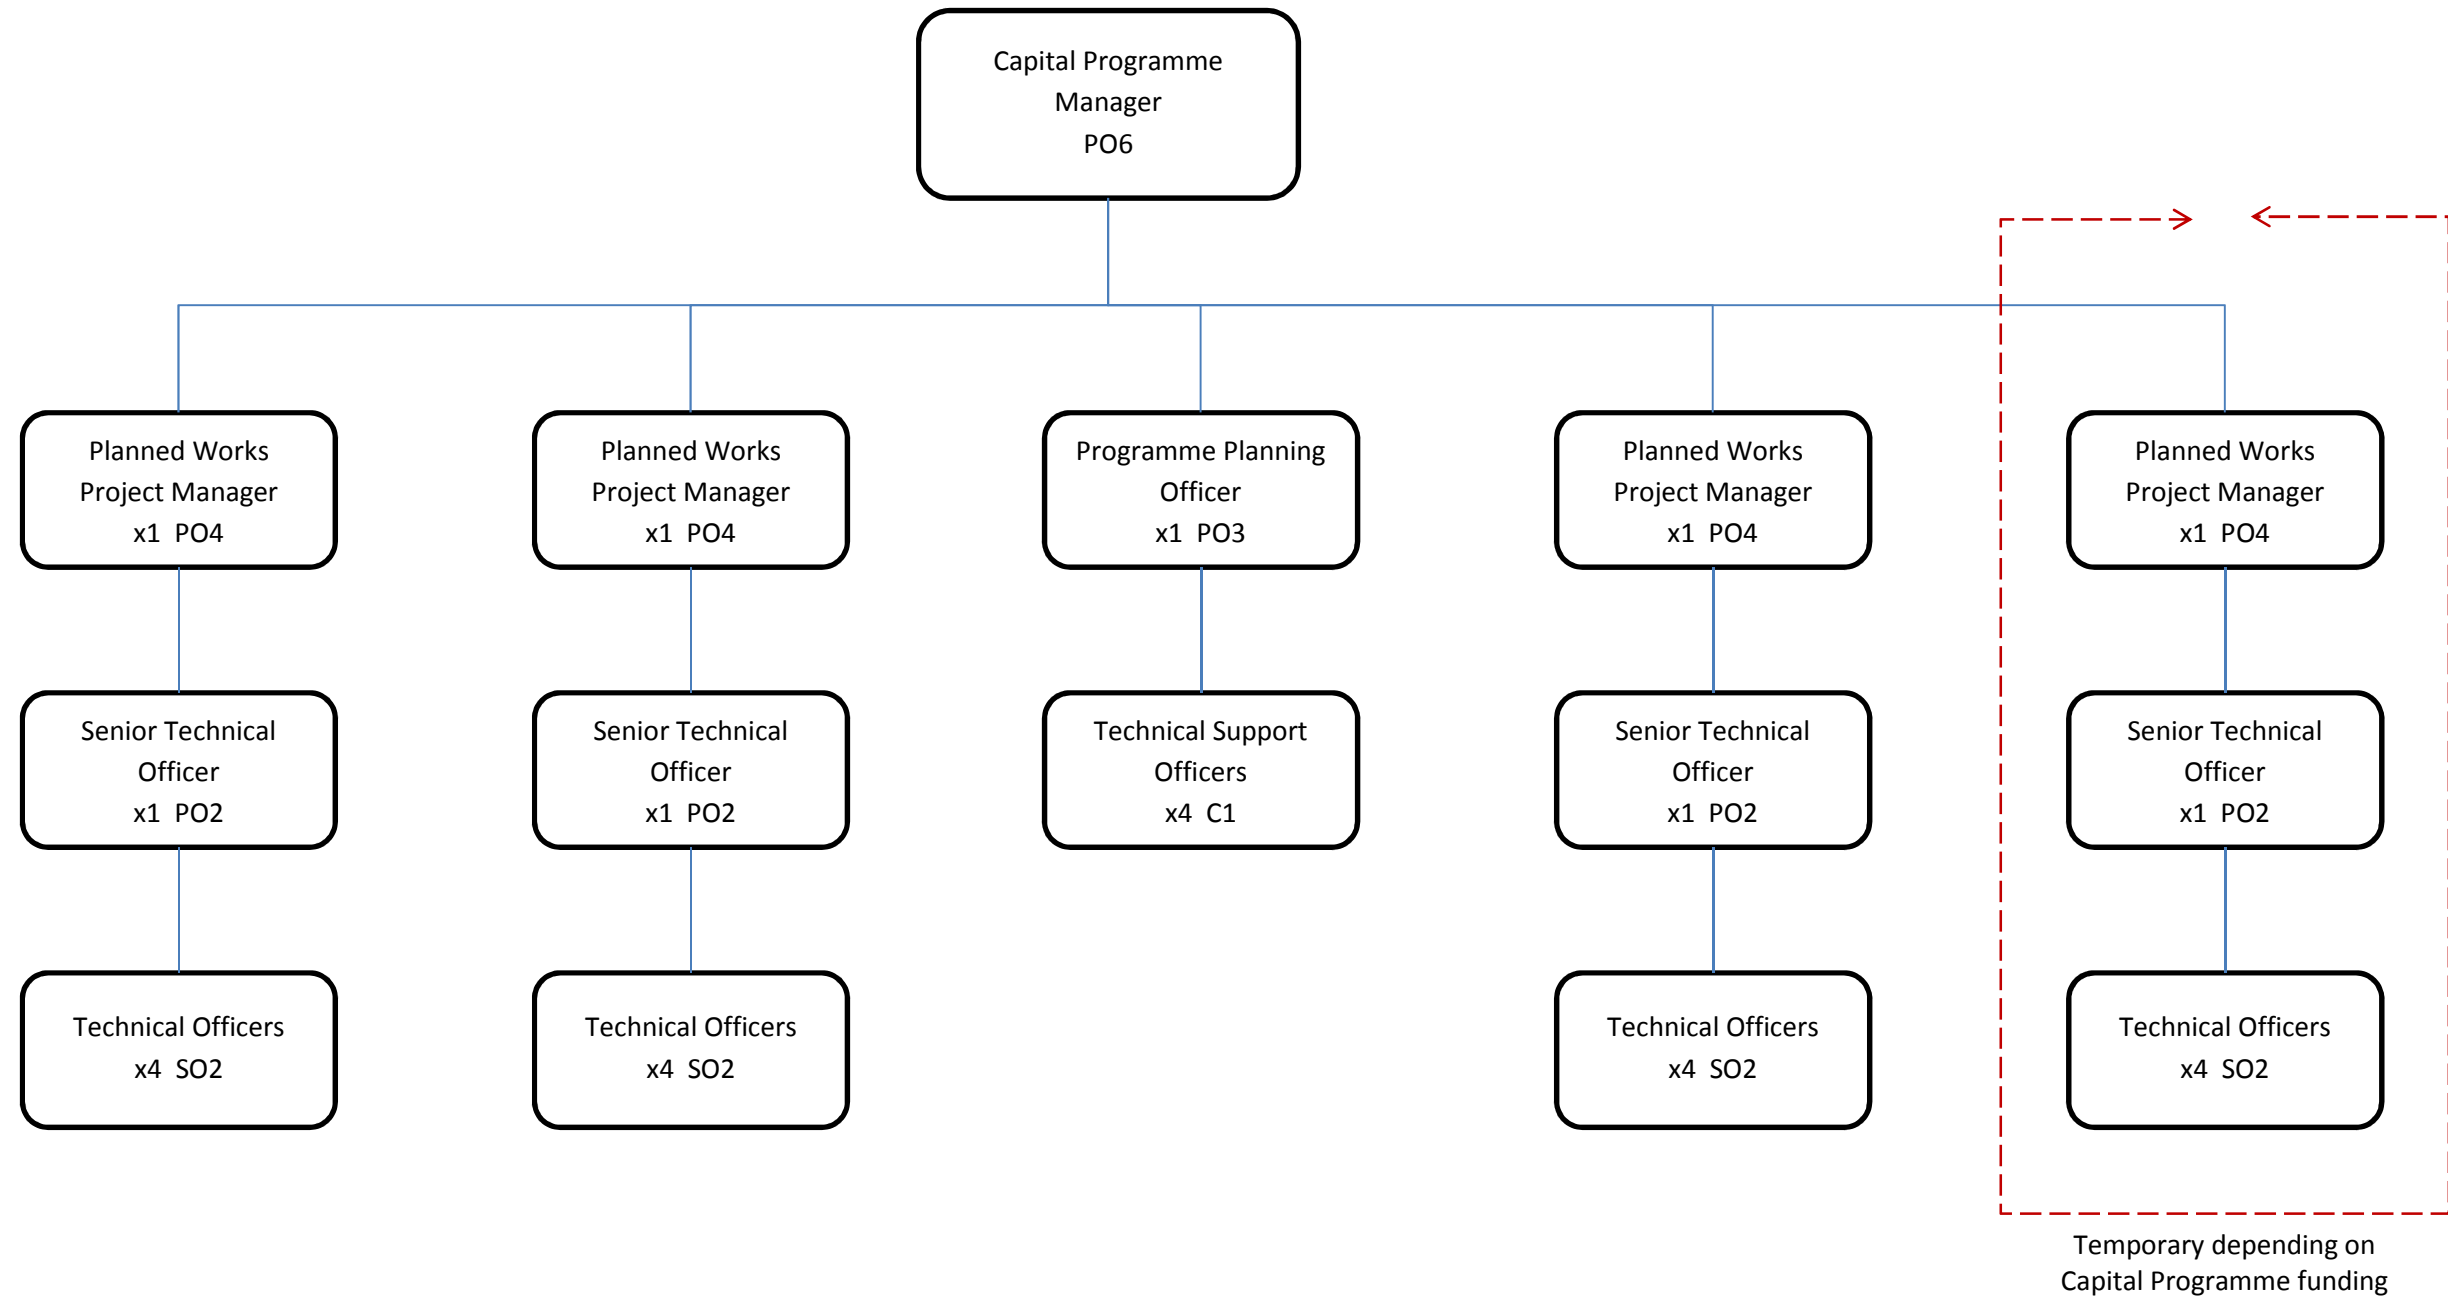 Capital Programme
Manager
PO6
Planned Works
Project Manager
x1 PO4
Planned Works
Project Manager
x1 PO4
Programme Planning
Officer
x1 PO3
Planned Works
Project Manager
x1 PO4
Planned Works
Project Manager
x1 PO4
Senior Technical
Officer
x1 PO2
Senior Technical
Officer
x1 PO2
Technical Support
Officers
x4 C1
Senior Technical
Officer
x1 PO2
Senior Technical
Officer
x1 PO2
Technical Officers
x4 SO2
Technical Officers
x4 SO2
Technical Officers
x4 SO2
Technical Officers
x4 SO2
Temporary depending on
Capital Programme funding